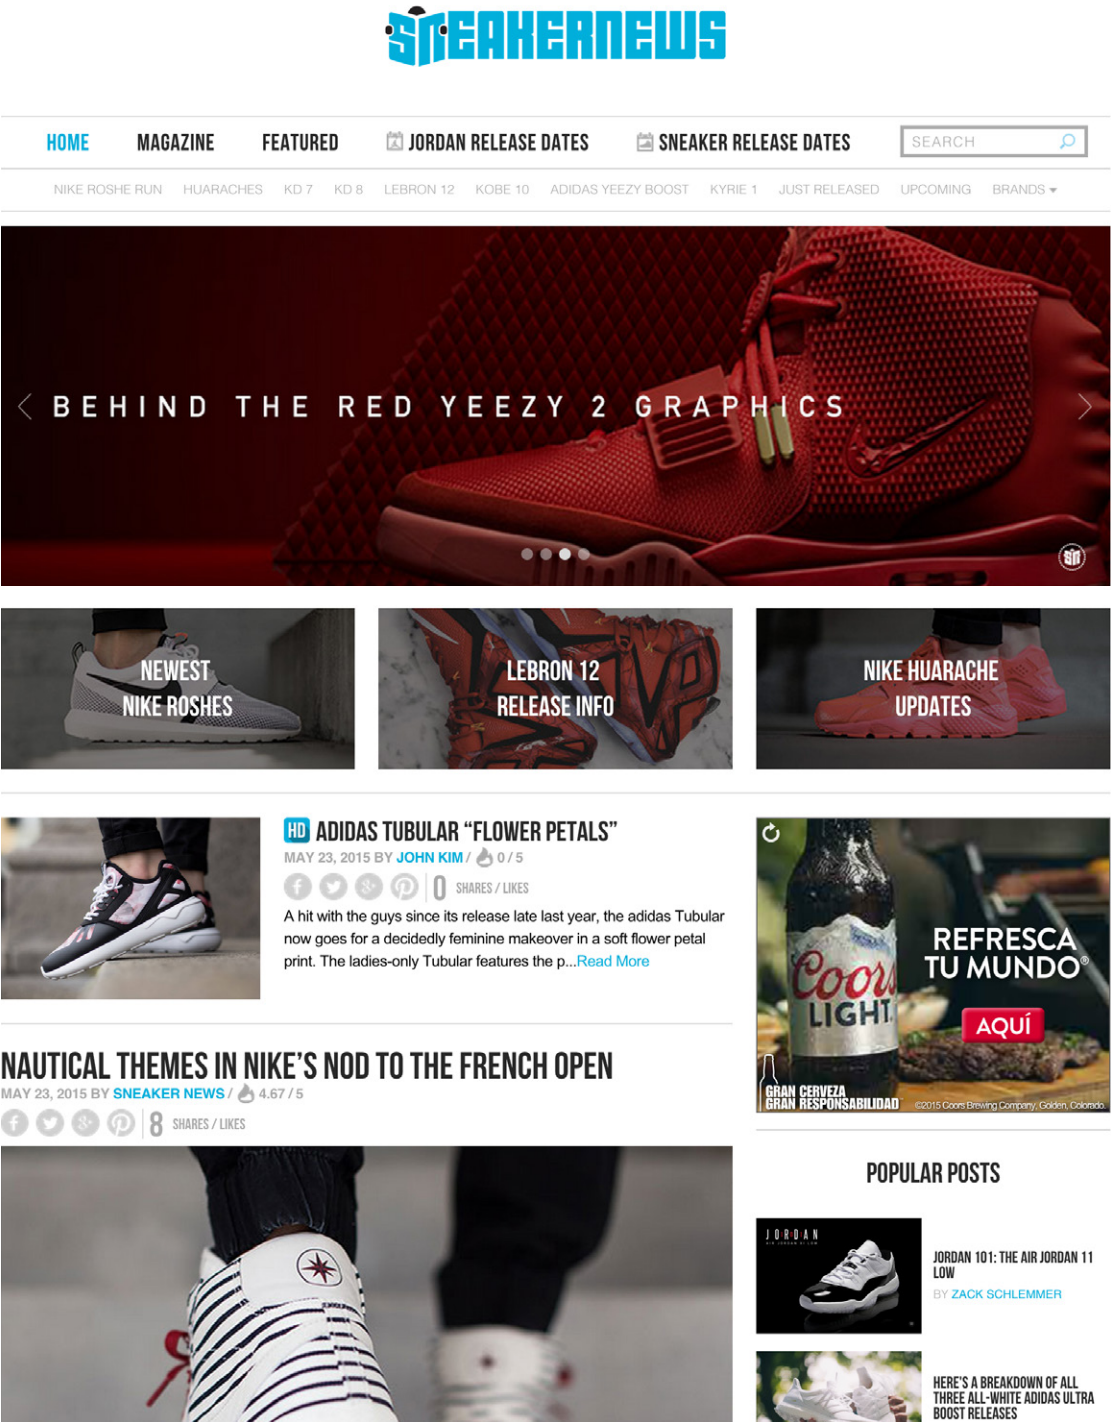 SNEAKERNEWS
HOME MAGAZINE FEATURED JORDAN RELEASE DATES SNEAKER RELEASE DATES SEARCH
NIKE ROSHE RUN HUARACHES KD 7 KD 8 LEBRON 12 KOBE 10 ADIDAS YEEZY BOOST KYRIE 1 JUST RELEASED UPCOMING BRANDS
BEHIND THE RED YEEZY 2 GRAPHICS
SN
NEWEST
NIKE ROSHES
LEBRON 12
RELEASE INFO
NIKE HUARACHE
UPDATES
HD ADIDAS TUBULAR “FLOWER PETALS”
MAY 23, 2015 BY JOHN KIM / 0 / 5
0 SHARES / LIKES
A hit with the guys since its release late last year, the adidas Tubular
now goes for a decidedly feminine makeover in a soft flower petal
print. The ladies-only Tubular features the p...Read More
NAUTICAL THEMES IN NIKE’S NOD TO THE FRENCH OPEN
MAY 23, 2015 BY SNEAKER NEWS / 4.67 / 5
8 SHARES / LIKES
Coors
LIGHT
REFRESCA
TU MUNDO®
AQUÍ
GRAN CERVEZA
GRAN RESPONSABILIDAD
©2015 Coors Brewing Company, Golden, Colorado
POPULAR POSTS
JORDAN
JORDAN 101: THE AIR JORDAN 11
LOW
BY ZACK SCHLEMMER
HERE’S A BREAKDOWN OF ALL
THREE ALL-WHITE ADIDAS ULTRA
BOOST RELEASES